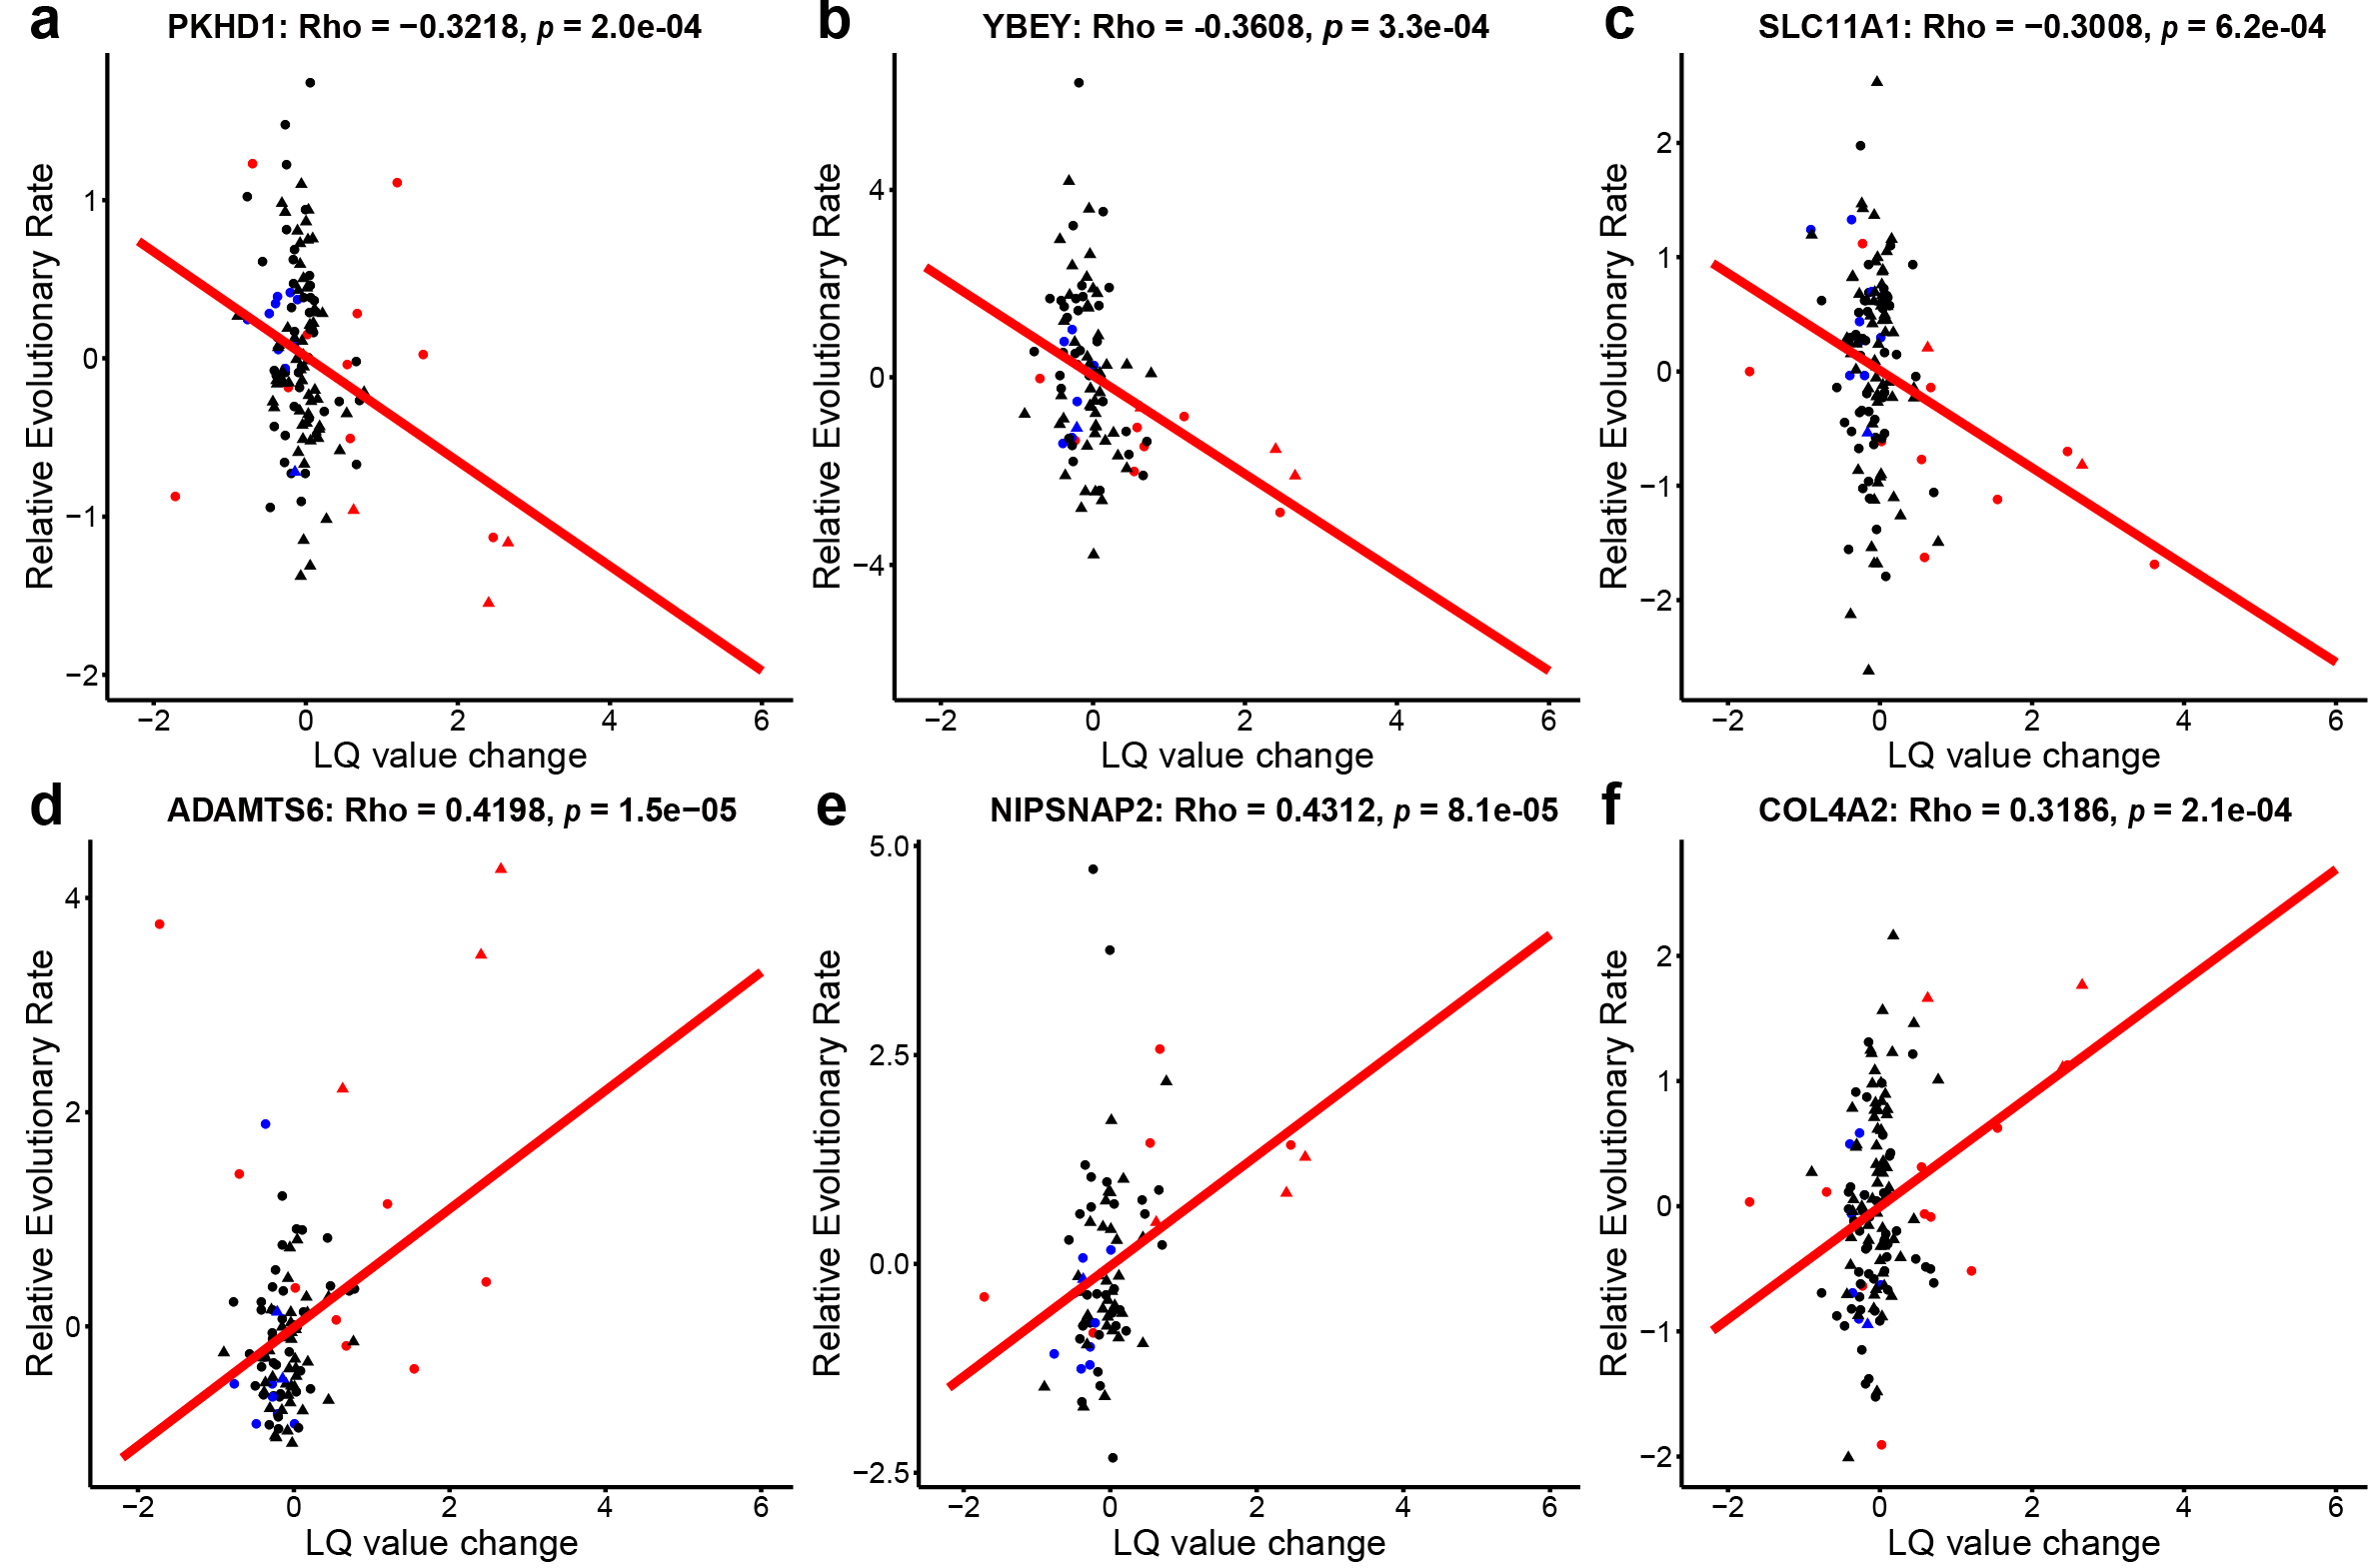 a PKHD1: Rho = −0.3218, p = 2.0e-04
Relative Evolutionary Rate
1
0
−1
−2
−2 0 2 4 6
LQ value change
b YBEY: Rho = -0.3608, p = 3.3e-04
Relative Evolutionary Rate
4
0
−4
−2 0 2 4 6
LQ value change
c SLC11A1: Rho = −0.3008, p = 6.2e-04
Relative Evolutionary Rate
2
1
0
−1
−2
−2 0 2 4 6
LQ value change
d ADAMTS6: Rho = 0.4198, p = 1.5e−05
Relative Evolutionary Rate
4
2
0
−2 0 2 4 6
LQ value change
e NIPSNAP2: Rho = 0.4312, p = 8.1e-05
Relative Evolutionary Rate
5.0
2.5
0.0
−2.5
−2 0 2 4 6
LQ value change
f COL4A2: Rho = 0.3186, p = 2.1e-04
Relative Evolutionary Rate
2
1
0
−1
−2
−2 0 2 4 6
LQ value change